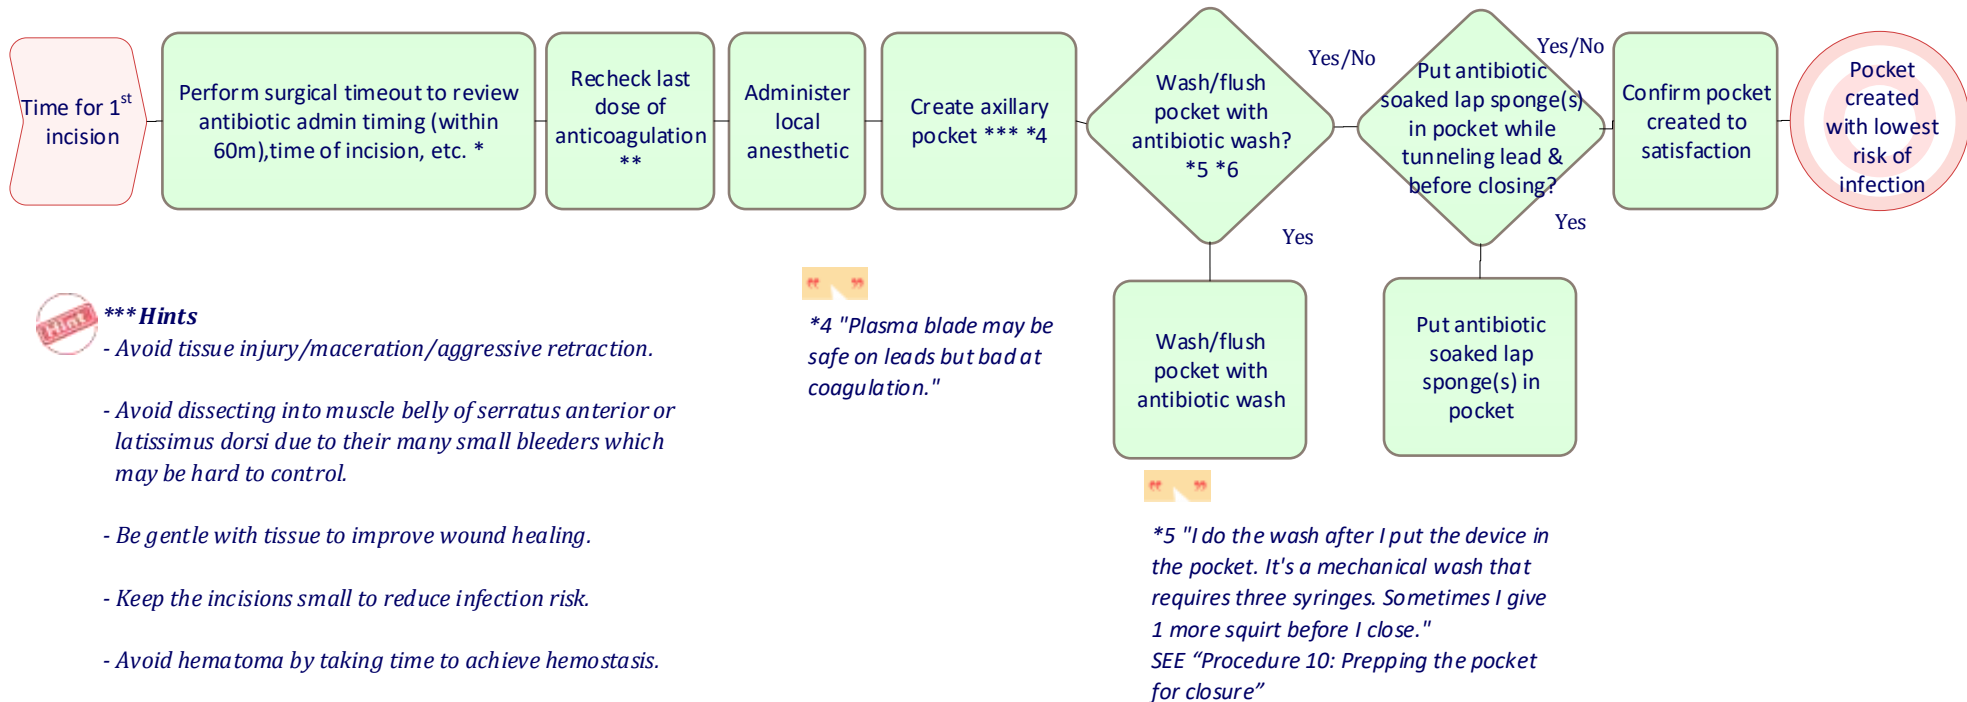 Time for 1st
incision
Perform surgical timeout to review
antibiotic admin timing (within
60m),time of incision, etc. *
Recheck last
dose of
anticoagulation
**
Administer
local
anesthetic
Create axillary
pocket *** *4
Wash/flush
pocket with
antibiotic wash?
*5 *6
Yes/No
Yes
Put antibiotic
soaked lap sponge(s)
in pocket while
tunneling lead &
before closing?
Yes/No
Yes
Confirm pocket
created to
satisfaction
Pocket
created
with lowest
risk of
infection
Wash/flush
pocket with
antibiotic wash
Put antibiotic
soaked lap
sponge(s) in
pocket
Hint
***Hints
- Avoid tissue injury/maceration/aggressive retraction.
- Avoid dissecting into muscle belly of serratus anterior or
latissimus dorsi due to their many small bleeders which
may be hard to control.
- Be gentle with tissue to improve wound healing.
- Keep the incisions small to reduce infection risk.
- Avoid hematoma by taking time to achieve hemostasis.
*4 "Plasma blade may be
safe on leads but bad at
coagulation."
*5 "I do the wash after I put the device in
the pocket. It's a mechanical wash that
requires three syringes. Sometimes I give
1 more squirt before I close."
SEE “Procedure 10: Prepping the pocket
for closure”